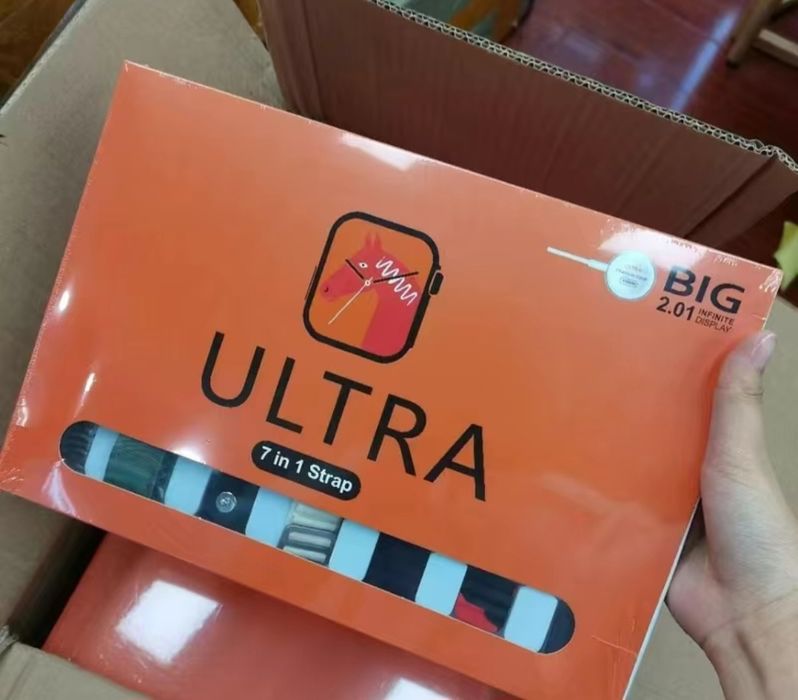 BIG
2.01 INFINITE
DISPLAY
ULTRA
7 in 1 Strap